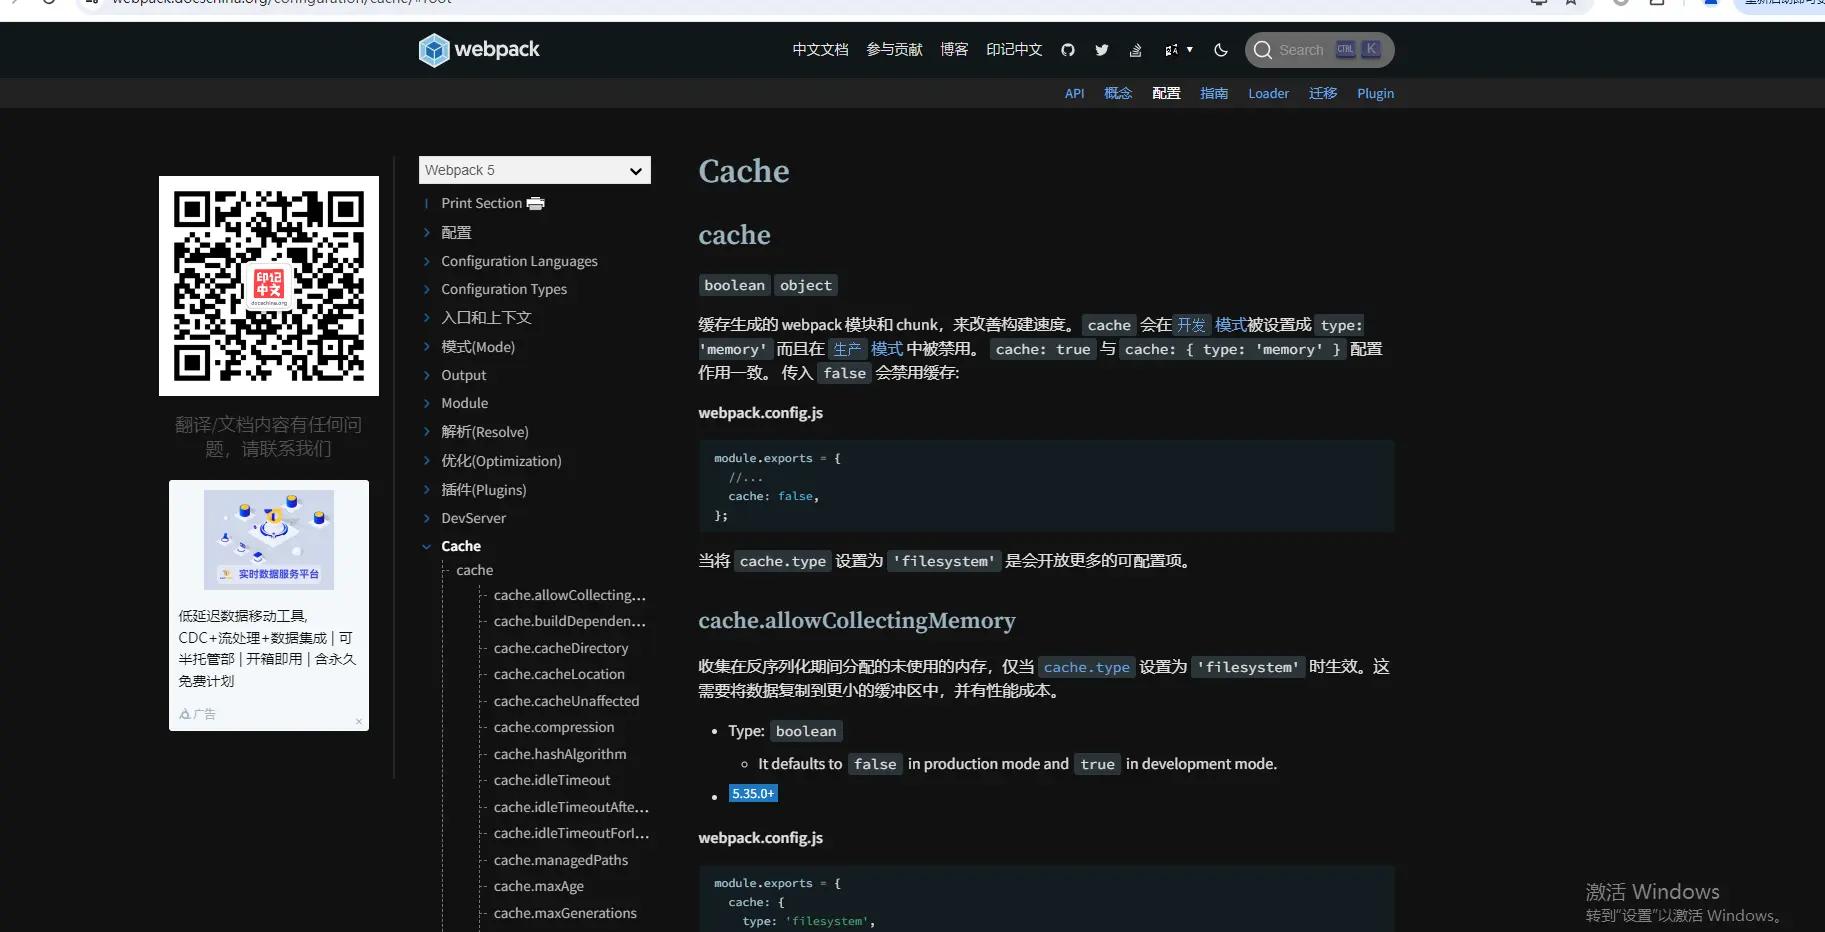 webpack
中文文档 参与贡献 博客 印记中文
Search CTRL K
API 概念 配置 指南 Loader 迁移 Plugin
印记
中文
docschina.org
翻译/文档内容有任何问
题，请联系我们
实时数据服务平台
低延迟数据移动工具,
CDC+流处理+数据集成 | 可
半托管部 | 开箱即用 | 含永久
免费计划
广告
×
Webpack 5
Print Section
配置
Configuration Languages
Configuration Types
入口和上下文
模式(Mode)
Output
Module
解析(Resolve)
优化(Optimization)
插件(Plugins)
DevServer
Cache
cache
cache.allowCollecting...
cache.buildDependen...
cache.cacheDirectory
cache.cacheLocation
cache.cacheUnaffected
cache.compression
cache.hashAlgorithm
cache.idleTimeout
cache.idleTimeoutAfte...
cache.idleTimeoutForI...
cache.managedPaths
cache.maxAge
cache.maxGenerations
Cache
cache
boolean object
缓存生成的 webpack 模块和 chunk，来改善构建速度。 cache 会在 开发 模式被设置成 type:
'memory' 而且在 生产 模式 中被禁用。 cache: true 与 cache: { type: 'memory' } 配置
作用一致。 传入 false 会禁用缓存:
webpack.config.js
module.exports = {
//...
cache: false,
};
当将 cache.type 设置为 'filesystem' 是会开放更多的可配置项。
cache.allowCollectingMemory
收集在反序列化期间分配的未使用的内存，仅当 cache.type 设置为 'filesystem' 时生效。这
需要将数据复制到更小的缓冲区中，并有性能成本。
Type: boolean
It defaults to false in production mode and true in development mode.
5.35.0+
webpack.config.js
module.exports = {
cache: {
type: 'filesystem',
激活 Windows
转到“设置”以激活 Windows。